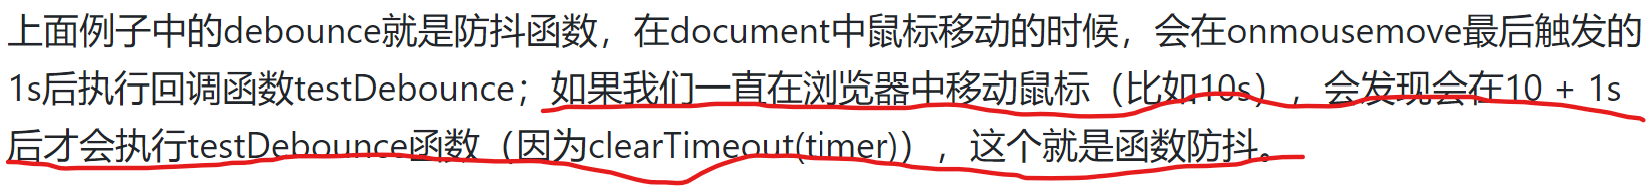 上面例子中的debounce就是防抖函数，在document中鼠标移动的时候，会在onmousemove最后触发的
1s后执行回调函数testDebounce；如果我们一直在浏览器中移动鼠标（比如10s），会发现会在10 + 1s
后才会执行testDebounce函数（因为clearTimeout(timer)），这个就是函数防抖。